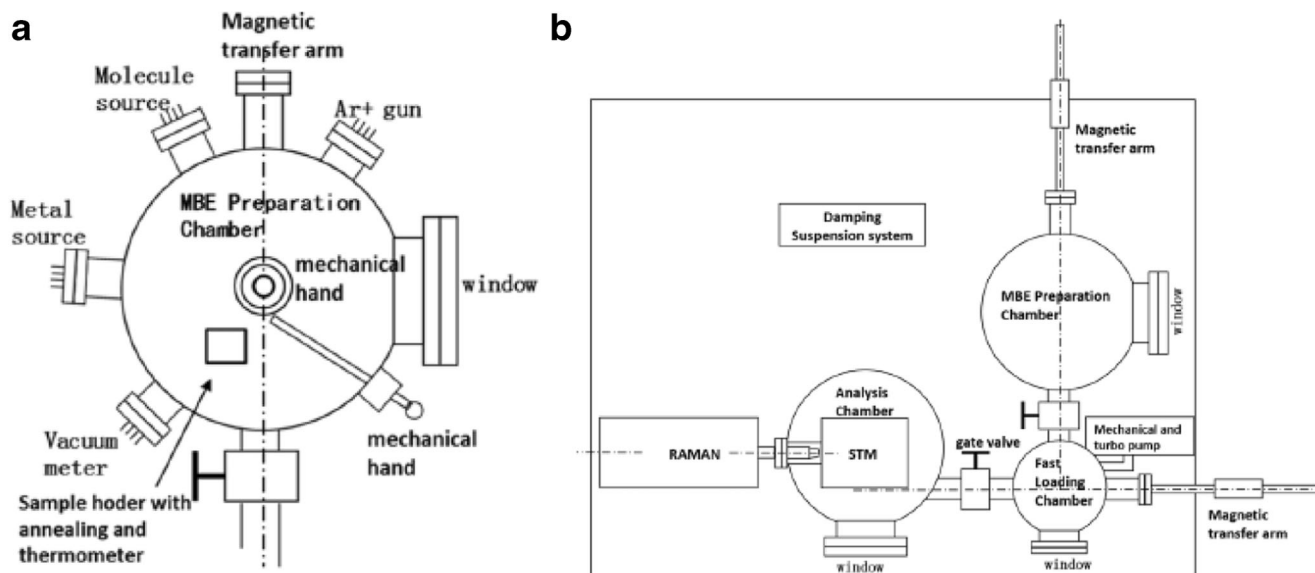 a
Magnetic
transfer arm
Molecule
source
Ar+ gun
MBE Preparation
Chamber
Metal
source
mechanical
hand
window
Vacuum
meter
mechanical
hand
Sample hoder with
annealing and
thermometer
b
Magnetic
transfer arm
Damping
Suspension system
MBE Preparation
Chamber
window
Analysis
Chamber
RAMAN
STM
gate valve
Mechanical and
turbo pump
Fast
Loading
Chamber
Magnetic
transfer arm
window
window